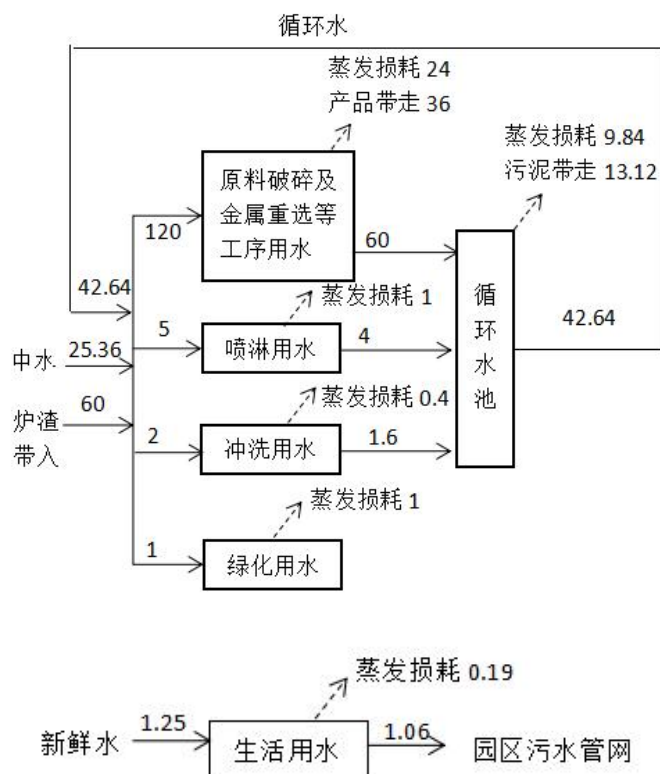 循环水
蒸发损耗 24
产品带走 36
蒸发损耗 9.84
污泥带走 13.12
原料破碎及
金属重选等
工序用水
120
60
42.64
蒸发损耗 1
循环水池
42.64
5
喷淋用水
4
中水
25.36
蒸发损耗 0.4
炉渣
带入
60
2
冲洗用水
1.6
蒸发损耗 1
1
绿化用水
蒸发损耗 0.19
新鲜水
1.25
生活用水
1.06
园区污水管网